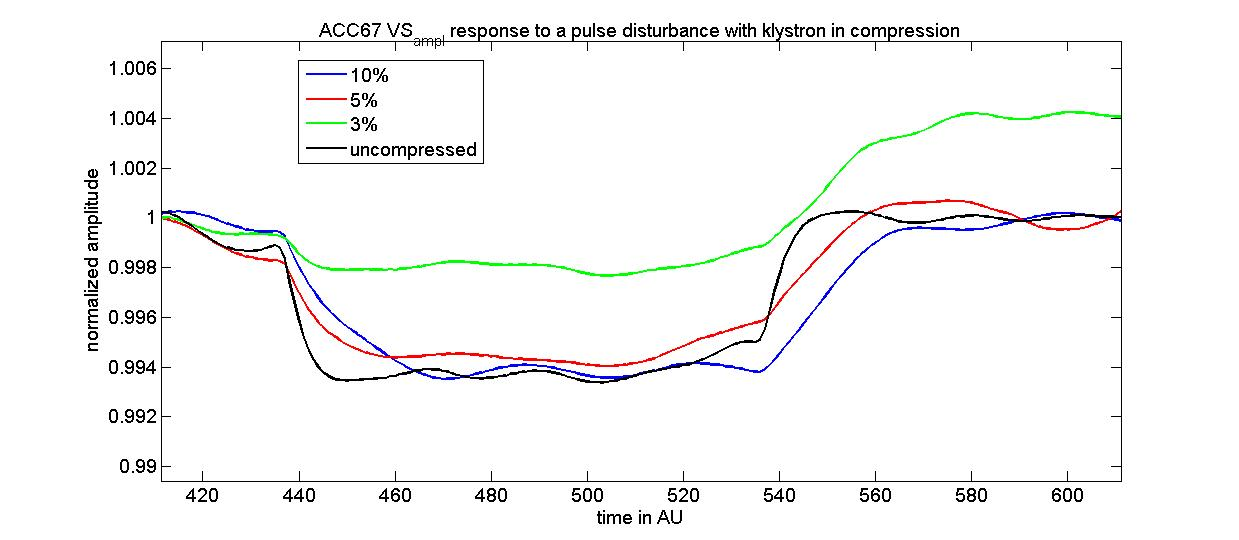 ACC67 VSampl response to a pulse disturbance with klystron in compression
10%
5%
3%
uncompressed
normalized amplitude
1.006
1.004
1.002
1
0.998
0.996
0.994
0.992
0.99
420 440 460 480 500 520 540 560 580 600
time in AU